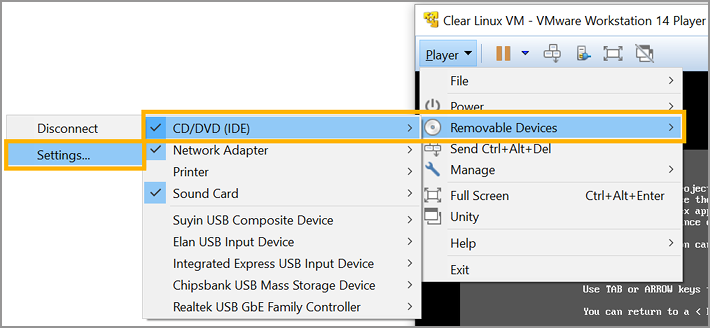 Clear Linux VM - VMware Workstation 14 Player
Player
File
Power
Removable Devices
Send Ctrl+Alt+Del
Manage
Full Screen Ctrl+Alt+Enter
Unity
Help
Exit
CD/DVD (IDE)
Network Adapter
Printer
Sound Card
Suyin USB Composite Device
Elan USB Input Device
Integrated Express USB Input Device
Chipsbank USB Mass Storage Device
Realtek USB GbE Family Controller
Disconnect
Settings...
Use TAB or ARROW keys
You can return to a <